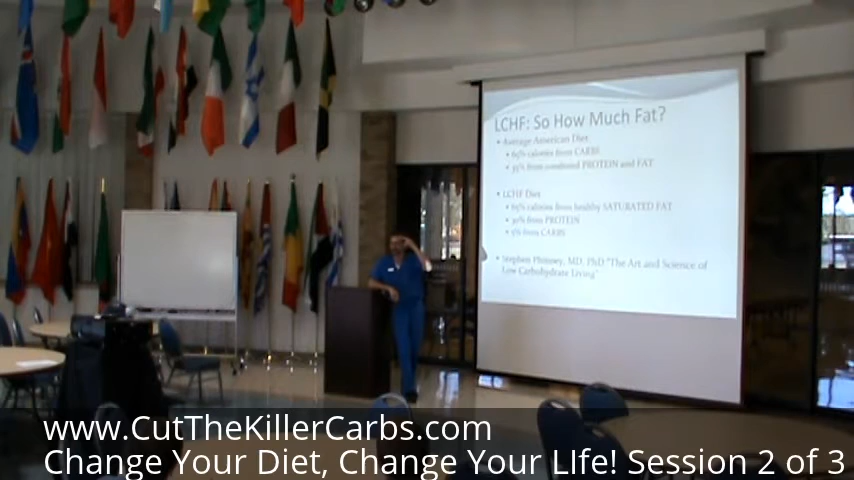 LCHF: So How Much Fat?
• Average American Diet
• 65% calories from CARBS
• 35% from combined PROTEIN and FAT
• LCHF Diet
• 65% calories from healthy SATURATED FAT
• 30% from PROTEIN
• 5% from CARBS
• Stephen Phinney, MD, PhD "The Art and Science of
Low Carbohydrate Living"
www.CutTheKillerCarbs.com
Change Your Diet, Change Your LIfe! Session 2 of 3